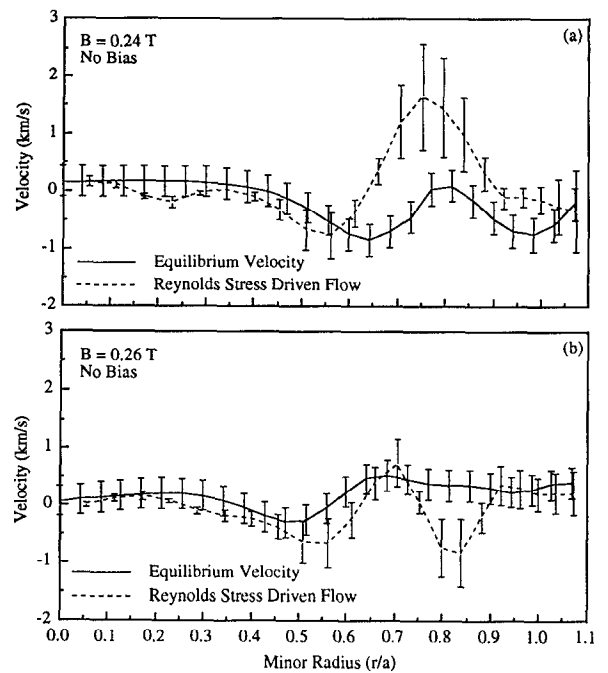 B = 0.24 T
No Bias
(a)
3
2
1
0
-1
-2
Velocity (km/s)
Equilibrium Velocity
Reynolds Stress Driven Flow
B = 0.26 T
No Bias
(b)
3
2
1
0
-1
-2
Velocity (km/s)
Equilibrium Velocity
Reynolds Stress Driven Flow
0.0 0.1 0.2 0.3 0.4 0.5 0.6 0.7 0.8 0.9 1.0 1.1
Minor Radius (r/a)